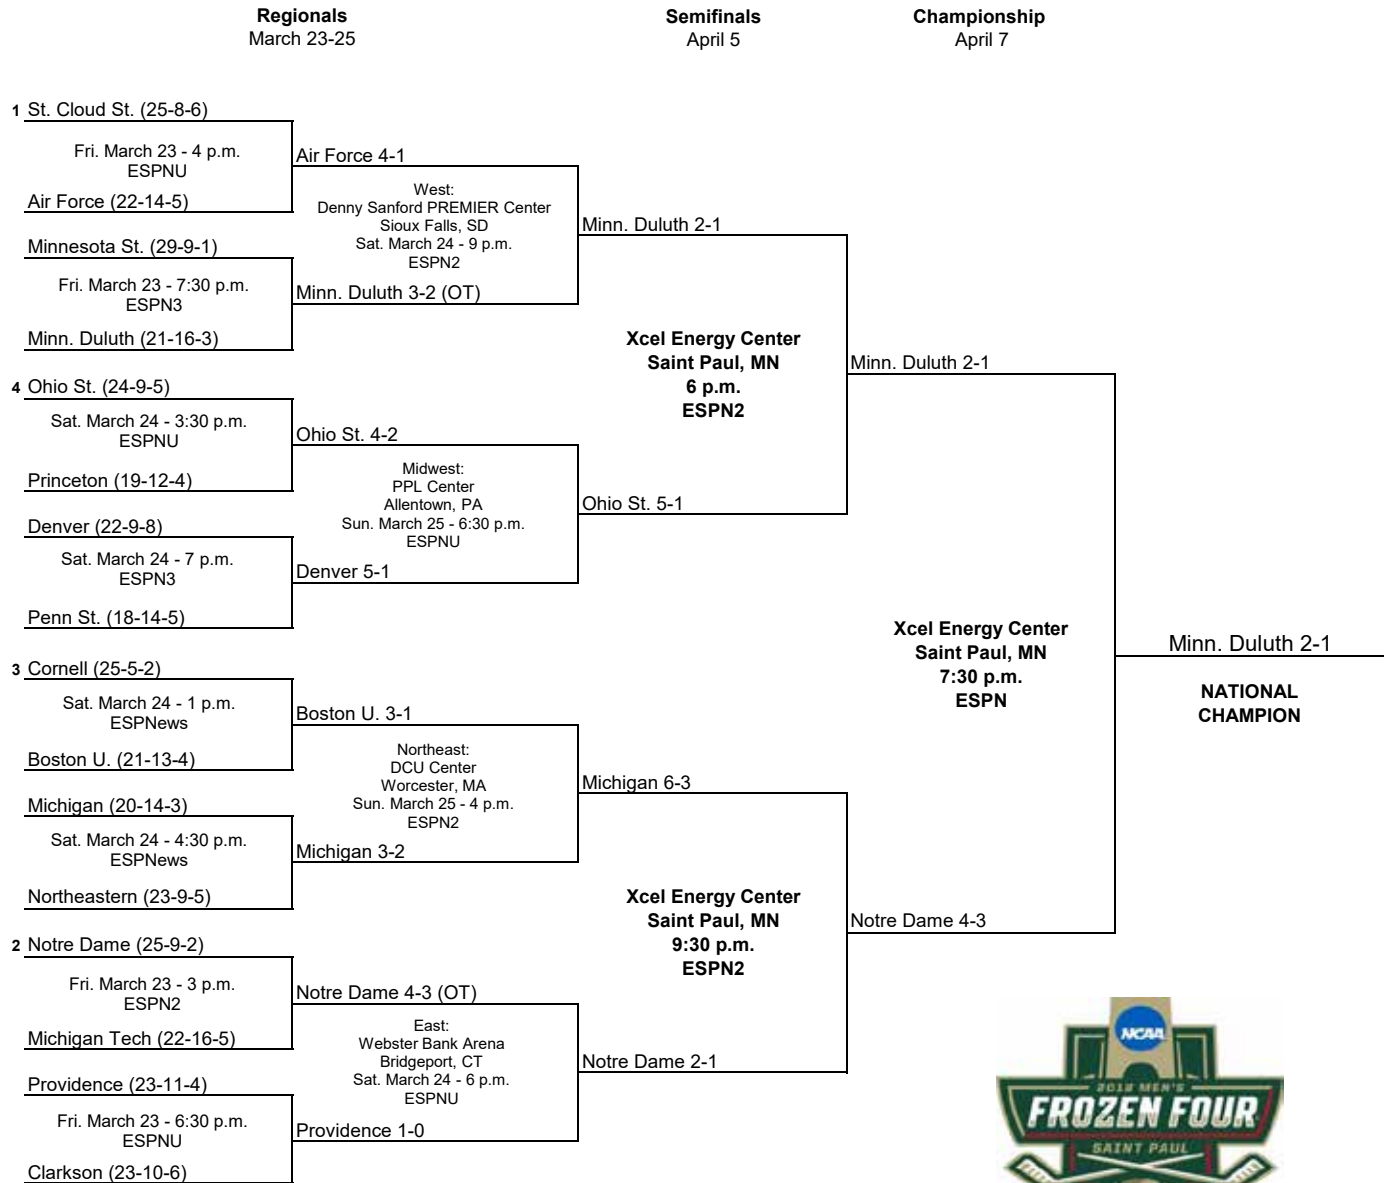 Regionals
March 23-25
Semifinals
April 5
Championship
April 7
1 St. Cloud St. (25-8-6)
Fri. March 23 - 4 p.m.
ESPNU
Air Force (22-14-5)
Air Force 4-1
West:
Denny Sanford PREMIER Center
Sioux Falls, SD
Sat. March 24 - 9 p.m.
ESPN2
Minnesota St. (29-9-1)
Fri. March 23 - 7:30 p.m.
ESPN3
Minn. Duluth (21-16-3)
Minn. Duluth 3-2 (OT)
Minn. Duluth 2-1
Xcel Energy Center
Saint Paul, MN
6 p.m.
ESPN2
Minn. Duluth 2-1
4 Ohio St. (24-9-5)
Sat. March 24 - 3:30 p.m.
ESPNU
Princeton (19-12-4)
Ohio St. 4-2
Midwest:
PPL Center
Allentown, PA
Sun. March 25 - 6:30 p.m.
ESPNU
Denver (22-9-8)
Sat. March 24 - 7 p.m.
ESPN3
Penn St. (18-14-5)
Denver 5-1
Ohio St. 5-1
Xcel Energy Center
Saint Paul, MN
7:30 p.m.
ESPN
Minn. Duluth 2-1
NATIONAL
CHAMPION
3 Cornell (25-5-2)
Sat. March 24 - 1 p.m.
ESPNews
Boston U. (21-13-4)
Boston U. 3-1
Northeast:
DCU Center
Worcester, MA
Sun. March 25 - 4 p.m.
ESPN2
Michigan (20-14-3)
Sat. March 24 - 4:30 p.m.
ESPNews
Northeastern (23-9-5)
Michigan 3-2
Michigan 6-3
Xcel Energy Center
Saint Paul, MN
9:30 p.m.
ESPN2
Notre Dame 4-3
2 Notre Dame (25-9-2)
Fri. March 23 - 3 p.m.
ESPN2
Michigan Tech (22-16-5)
Notre Dame 4-3 (OT)
East:
Webster Bank Arena
Bridgeport, CT
Sat. March 24 - 6 p.m.
ESPNU
Providence (23-11-4)
Fri. March 23 - 6:30 p.m.
ESPNU
Clarkson (23-10-6)
Providence 1-0
Notre Dame 2-1
NCAA
2018 MEN'S
FROZEN FOUR
SAINT PAUL